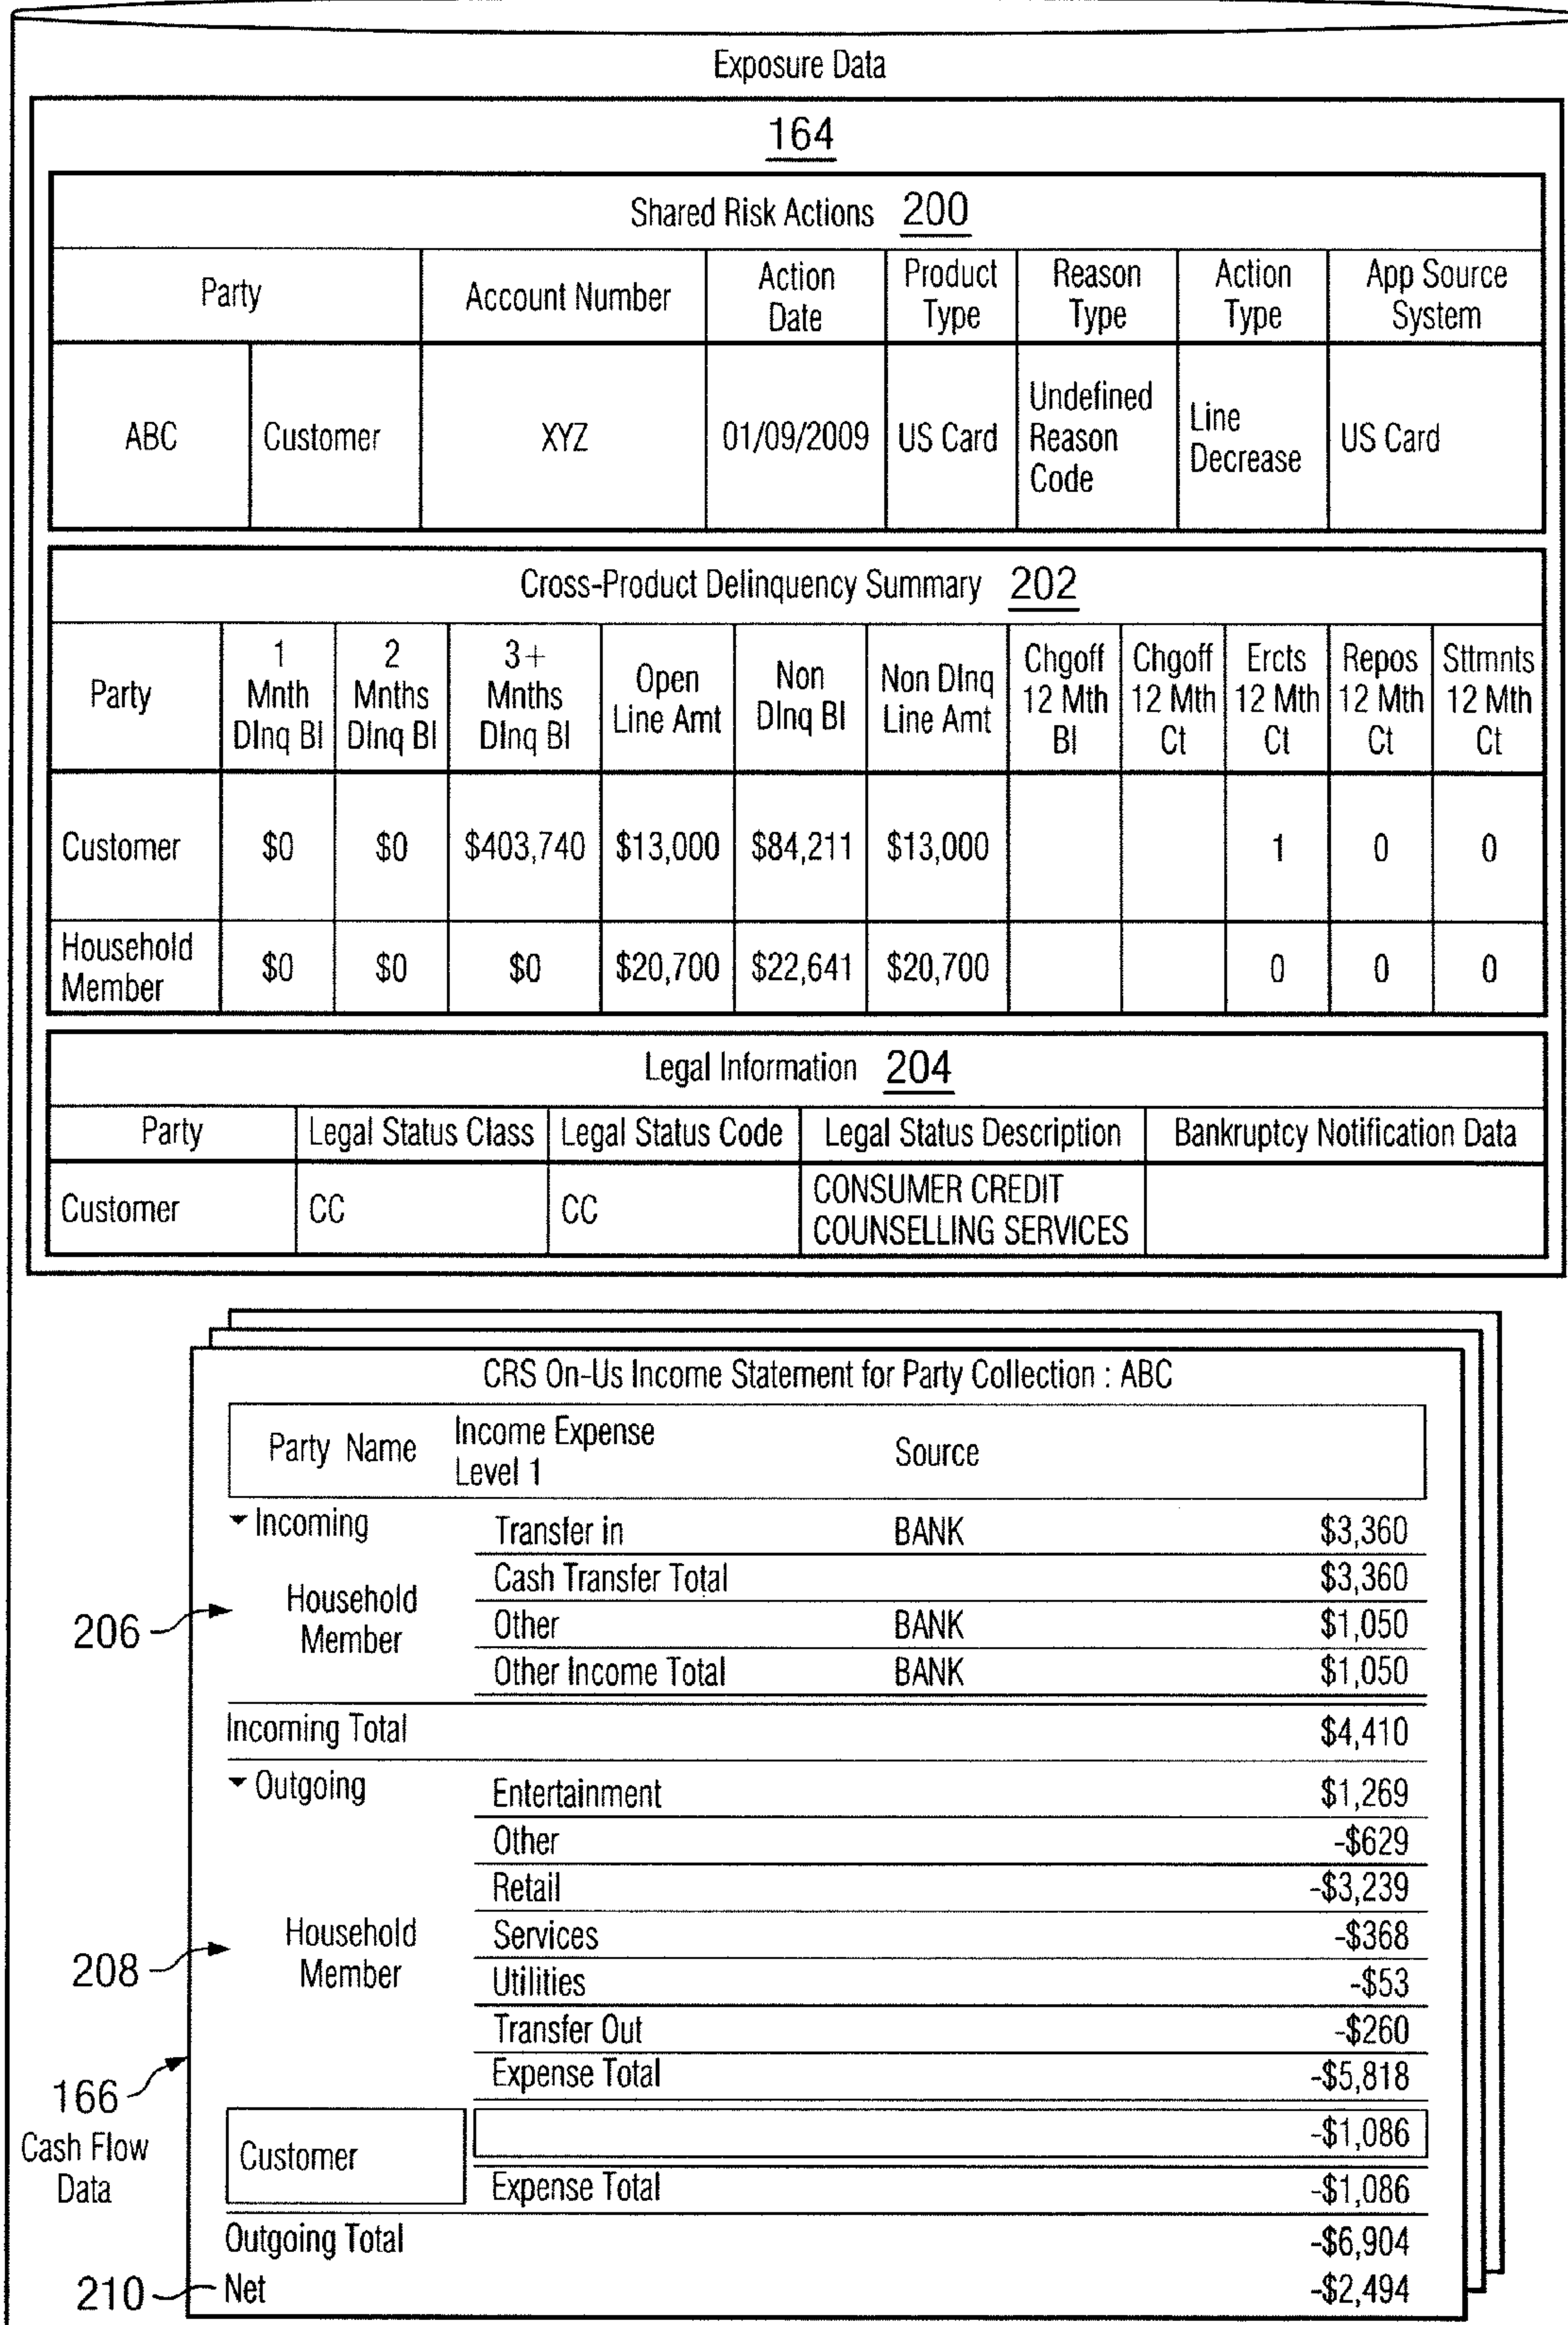 Exposure Data
164
Shared Risk Actions 200
Party Account Number Action Date Product Type Reason Type Action Type App Source System
ABC Customer XYZ 01/09/2009 US Card Undefined Reason Code Line Decrease US Card
Cross-Product Delinquency Summary 202
Party 1 Mnth Dlnq Bl 2 Mnths Dlnq Bl 3+ Mnths Dlnq Bl Open Line Amt Non Dlnq Bl Non Dlnq Line Amt Chgoff 12 Mth Bl Chgoff 12 Mth Ct Ercts 12 Mth Ct Repos 12 Mth Ct Sttmnts 12 Mth Ct
Customer $0 $0 $403,740 $13,000 $84,211 $13,000 1 0 0
Household Member $0 $0 $0 $20,700 $22,641 $20,700 0 0 0
Legal Information 204
Party Legal Status Class Legal Status Code Legal Status Description Bankruptcy Notification Data
Customer CC CC CONSUMER CREDIT COUNSELLING SERVICES
CRS On-Us Income Statement for Party Collection : ABC
Party Name Income Expense Level 1 Source
Incoming Transfer in BANK $3,360
Cash Transfer Total $3,360
206 Household Member Other BANK $1,050
Other Income Total BANK $1,050
Incoming Total $4,410
Outgoing Entertainment $1,269
Other -$629
Retail -$3,239
208 Household Member Services -$368
Utilities -$53
Transfer Out -$260
Expense Total -$5,818
166 Cash Flow Data
Customer -$1,086
Expense Total -$1,086
Outgoing Total -$6,904
210 Net -$2,494